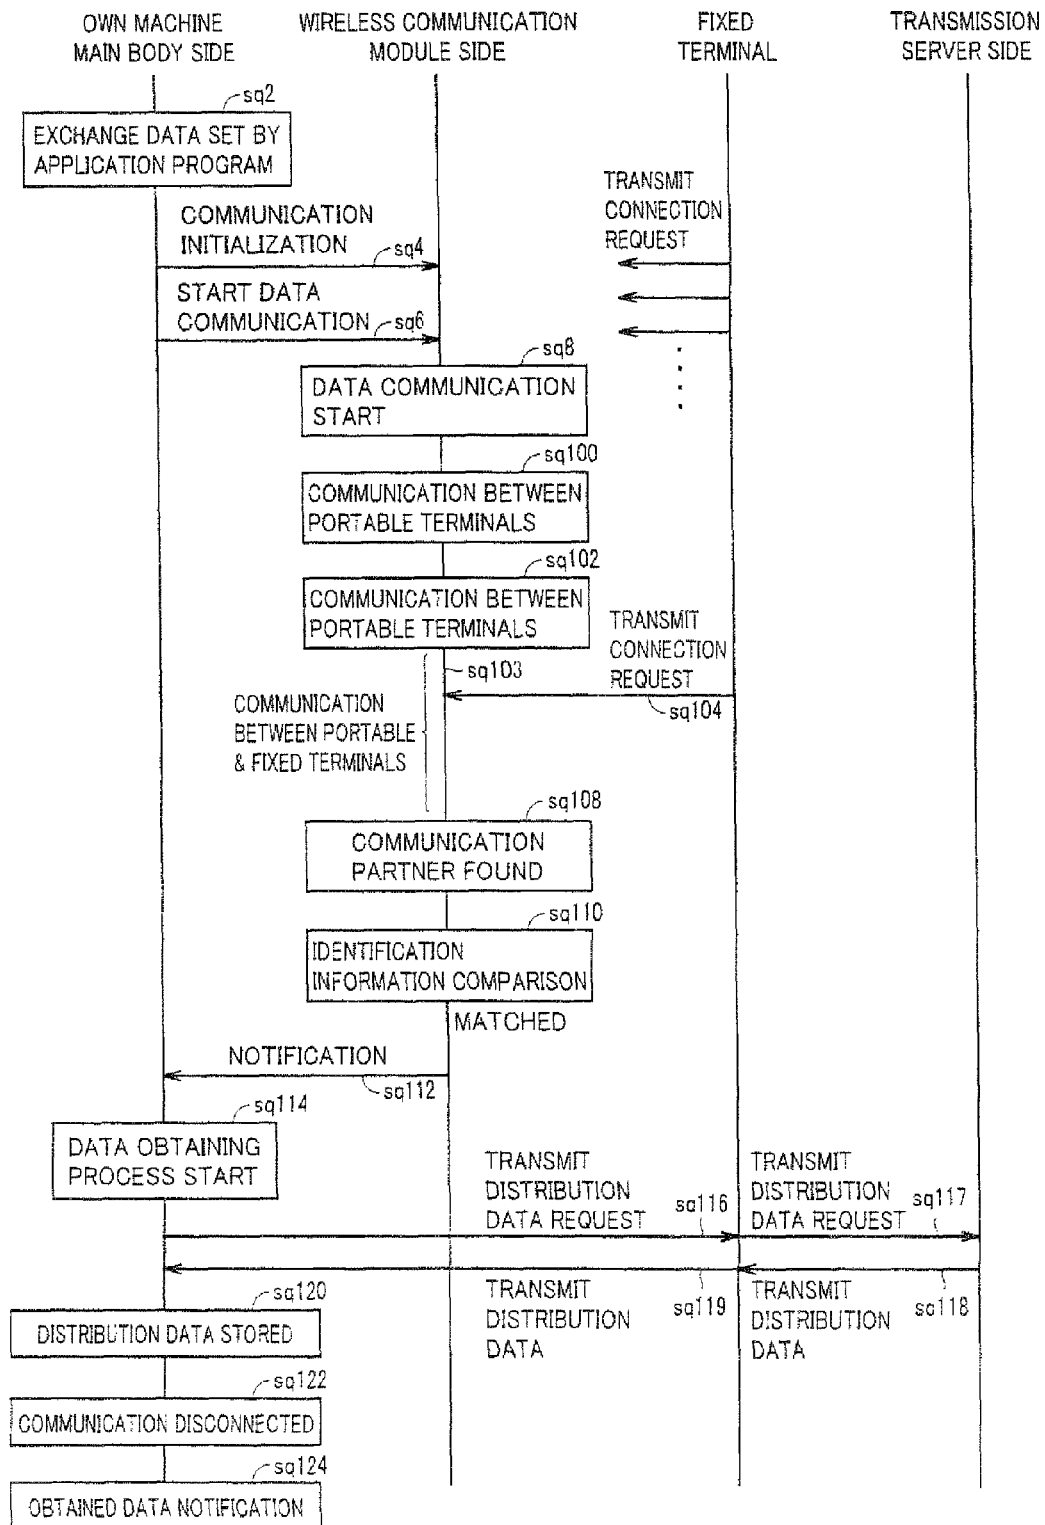 OWN MACHINE
MAIN BODY SIDE
WIRELESS COMMUNICATION
MODULE SIDE
FIXED
TERMINAL
TRANSMISSION
SERVER SIDE
sq2
EXCHANGE DATA SET BY
APPLICATION PROGRAM
TRANSMIT
CONNECTION
REQUEST
COMMUNICATION
INITIALIZATION
sq4
START DATA
COMMUNICATION
sq6
sq8
DATA COMMUNICATION
START
sq100
COMMUNICATION BETWEEN
PORTABLE TERMINALS
sq102
COMMUNICATION BETWEEN
PORTABLE TERMINALS
TRANSMIT
CONNECTION
REQUEST
sq103
sq104
COMMUNICATION
BETWEEN PORTABLE
& FIXED TERMINALS
sq108
COMMUNICATION
PARTNER FOUND
sq110
IDENTIFICATION
INFORMATION COMPARISON
MATCHED
NOTIFICATION
sq112
sq114
DATA OBTAINING
PROCESS START
TRANSMIT
DISTRIBUTION
DATA REQUEST
sq116
TRANSMIT
DISTRIBUTION
DATA REQUEST
sq117
TRANSMIT
DISTRIBUTION
DATA
sq119
TRANSMIT
DISTRIBUTION
DATA
sq118
sq120
DISTRIBUTION DATA STORED
sq122
COMMUNICATION DISCONNECTED
sq124
OBTAINED DATA NOTIFICATION